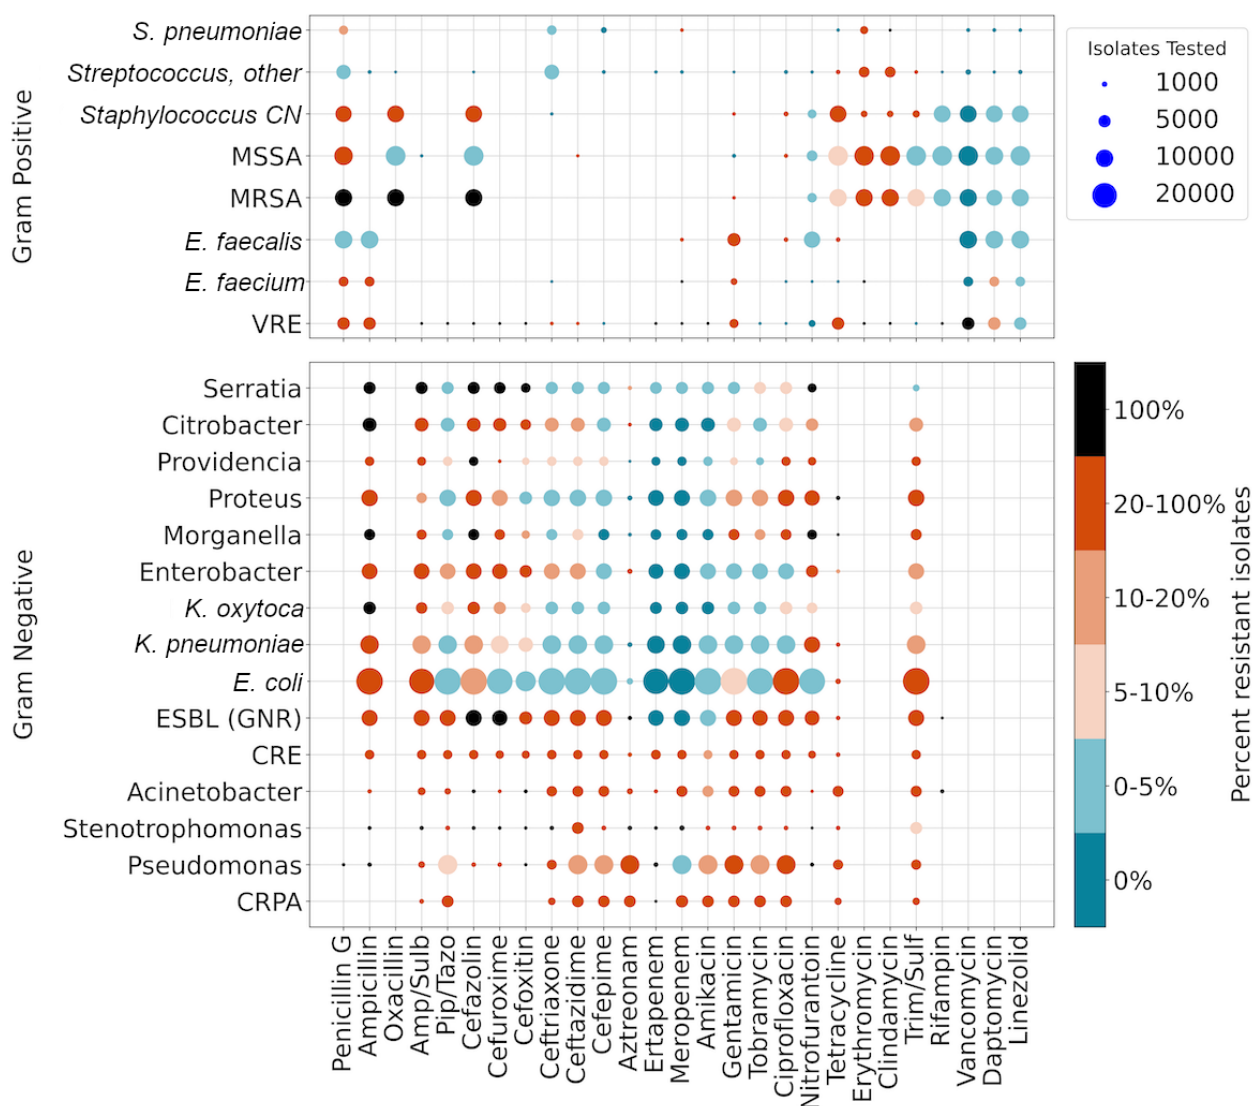 Gram Positive
S. pneumoniae
Streptococcus, other
Staphylococcus CN
MSSA
MRSA
E. faecalis
E. faecium
VRE
Isolates Tested
1000
5000
10000
20000
Gram Negative
Serratia
Citrobacter
Providencia
Proteus
Morganella
Enterobacter
K. oxytoca
K. pneumoniae
E. coli
ESBL (GNR)
CRE
Acinetobacter
Stenotrophomonas
Pseudomonas
CRPA
100%
20-100%
10-20%
5-10%
0-5%
0%
Percent resistant isolates
Penicillin G
Ampicillin
Oxacillin
Amp/Sulb
Pip/Tazo
Cefazolin
Cefuroxime
Cefoxitin
Ceftriaxone
Ceftazidime
Cefepime
Aztreonam
Ertapenem
Meropenem
Amikacin
Gentamicin
Tobramycin
Ciprofloxacin
Nitrofurantoin
Tetracycline
Erythromycin
Clindamycin
Trim/Sulf
Rifampin
Vancomycin
Daptomycin
Linezolid